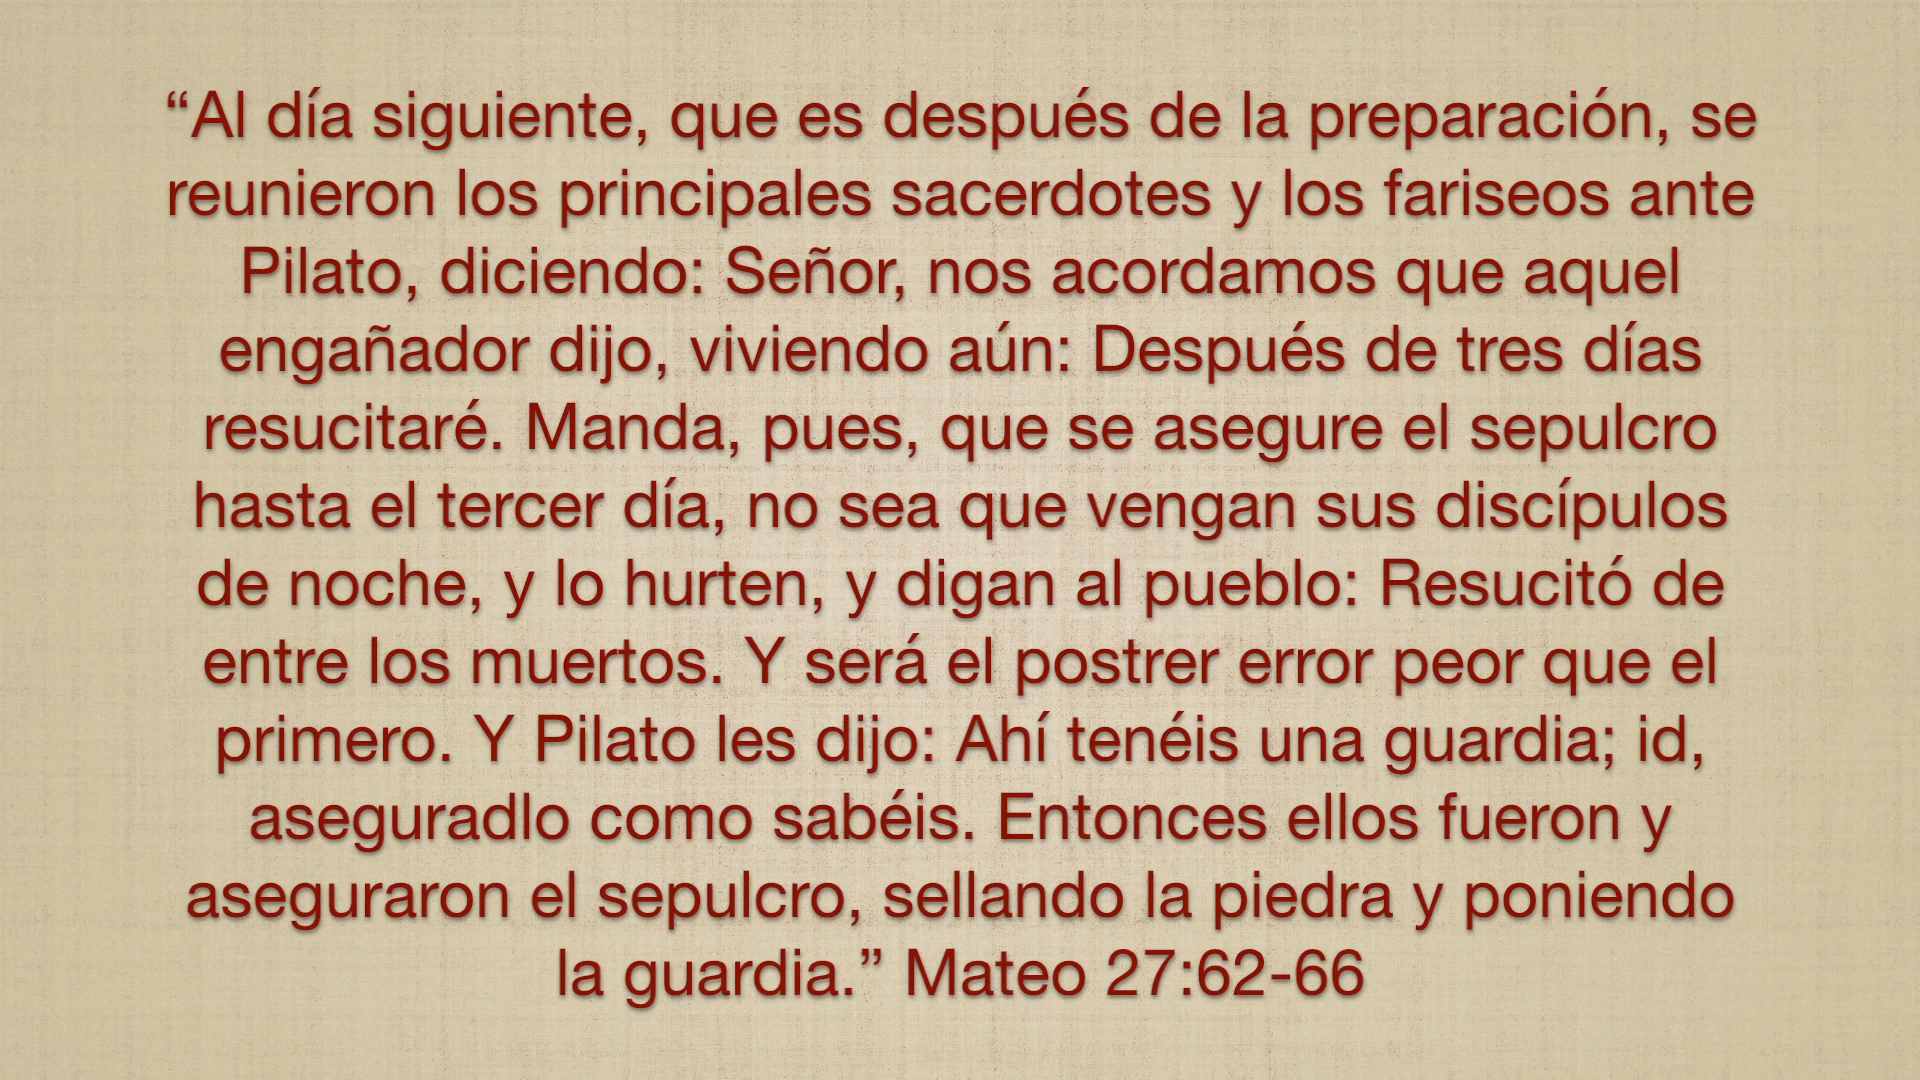 “Al día siguiente, que es después de la preparación, se
reunieron los principales sacerdotes y los fariseos ante
Pilato, diciendo: Señor, nos acordamos que aquel
engañador dijo, viviendo aún: Después de tres días
resucitaré. Manda, pues, que se asegure el sepulcro
hasta el tercer día, no sea que vengan sus discípulos
de noche, y lo hurten, y digan al pueblo: Resucitó de
entre los muertos. Y será el postrer error peor que el
primero. Y Pilato les dijo: Ahí tenéis una guardia; id,
aseguradlo como sabéis. Entonces ellos fueron y
aseguraron el sepulcro, sellando la piedra y poniendo
la guardia.” Mateo 27:62-66